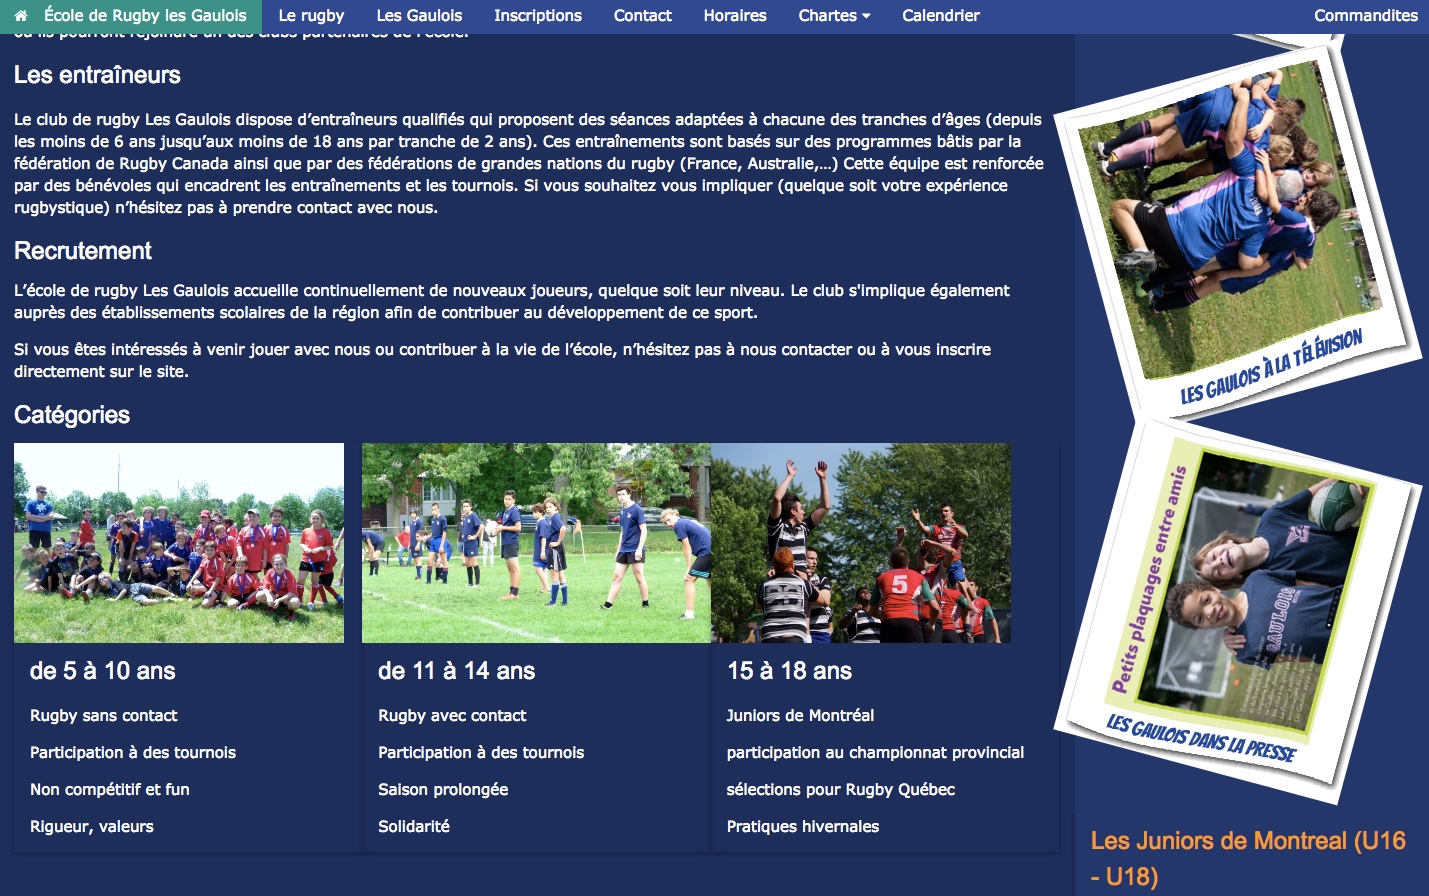 École de Rugby les Gaulois Le rugby Les Gaulois Inscriptions Contact Horaires Chartes Calendrier Commandites
où ils pourront rejoindre un des clubs partenaires de l'école.
Les entraîneurs
Le club de rugby Les Gaulois dispose d’entraîneurs qualifiés qui proposent des séances adaptées à chacune des tranches d’âges (depuis
les moins de 6 ans jusqu’aux moins de 18 ans par tranche de 2 ans). Ces entraînements sont basés sur des programmes bâtis par la
fédération de Rugby Canada ainsi que par des fédérations de grandes nations du rugby (France, Australie,...) Cette équipe est renforcée
par des bénévoles qui encadrent les entraînements et les tournois. Si vous souhaitez vous impliquer (quelque soit votre expérience
rugbystique) n’hésitez pas à prendre contact avec nous.
Recrutement
L’école de rugby Les Gaulois accueille continuellement de nouveaux joueurs, quelque soit leur niveau. Le club s'implique également
auprès des établissements scolaires de la région afin de contribuer au développement de ce sport.
Si vous êtes intéressés à venir jouer avec nous ou contribuer à la vie de l’école, n’hésitez pas à nous contacter ou à vous inscrire
directement sur le site.
Catégories
5
de 5 à 10 ans
Rugby sans contact
Participation à des tournois
Non compétitif et fun
Rigueur, valeurs
de 11 à 14 ans
Rugby avec contact
Participation à des tournois
Saison prolongée
Solidarité
15 à 18 ans
Juniors de Montréal
participation au championnat provincial
sélections pour Rugby Québec
Pratiques hivernales
LES GAULOIS À LA TÉLÉVISION
Petits plaquages entre amis
GAULOIS
LES GAULOIS DANS LA PRESSE
Les Juniors de Montreal (U16
- U18)